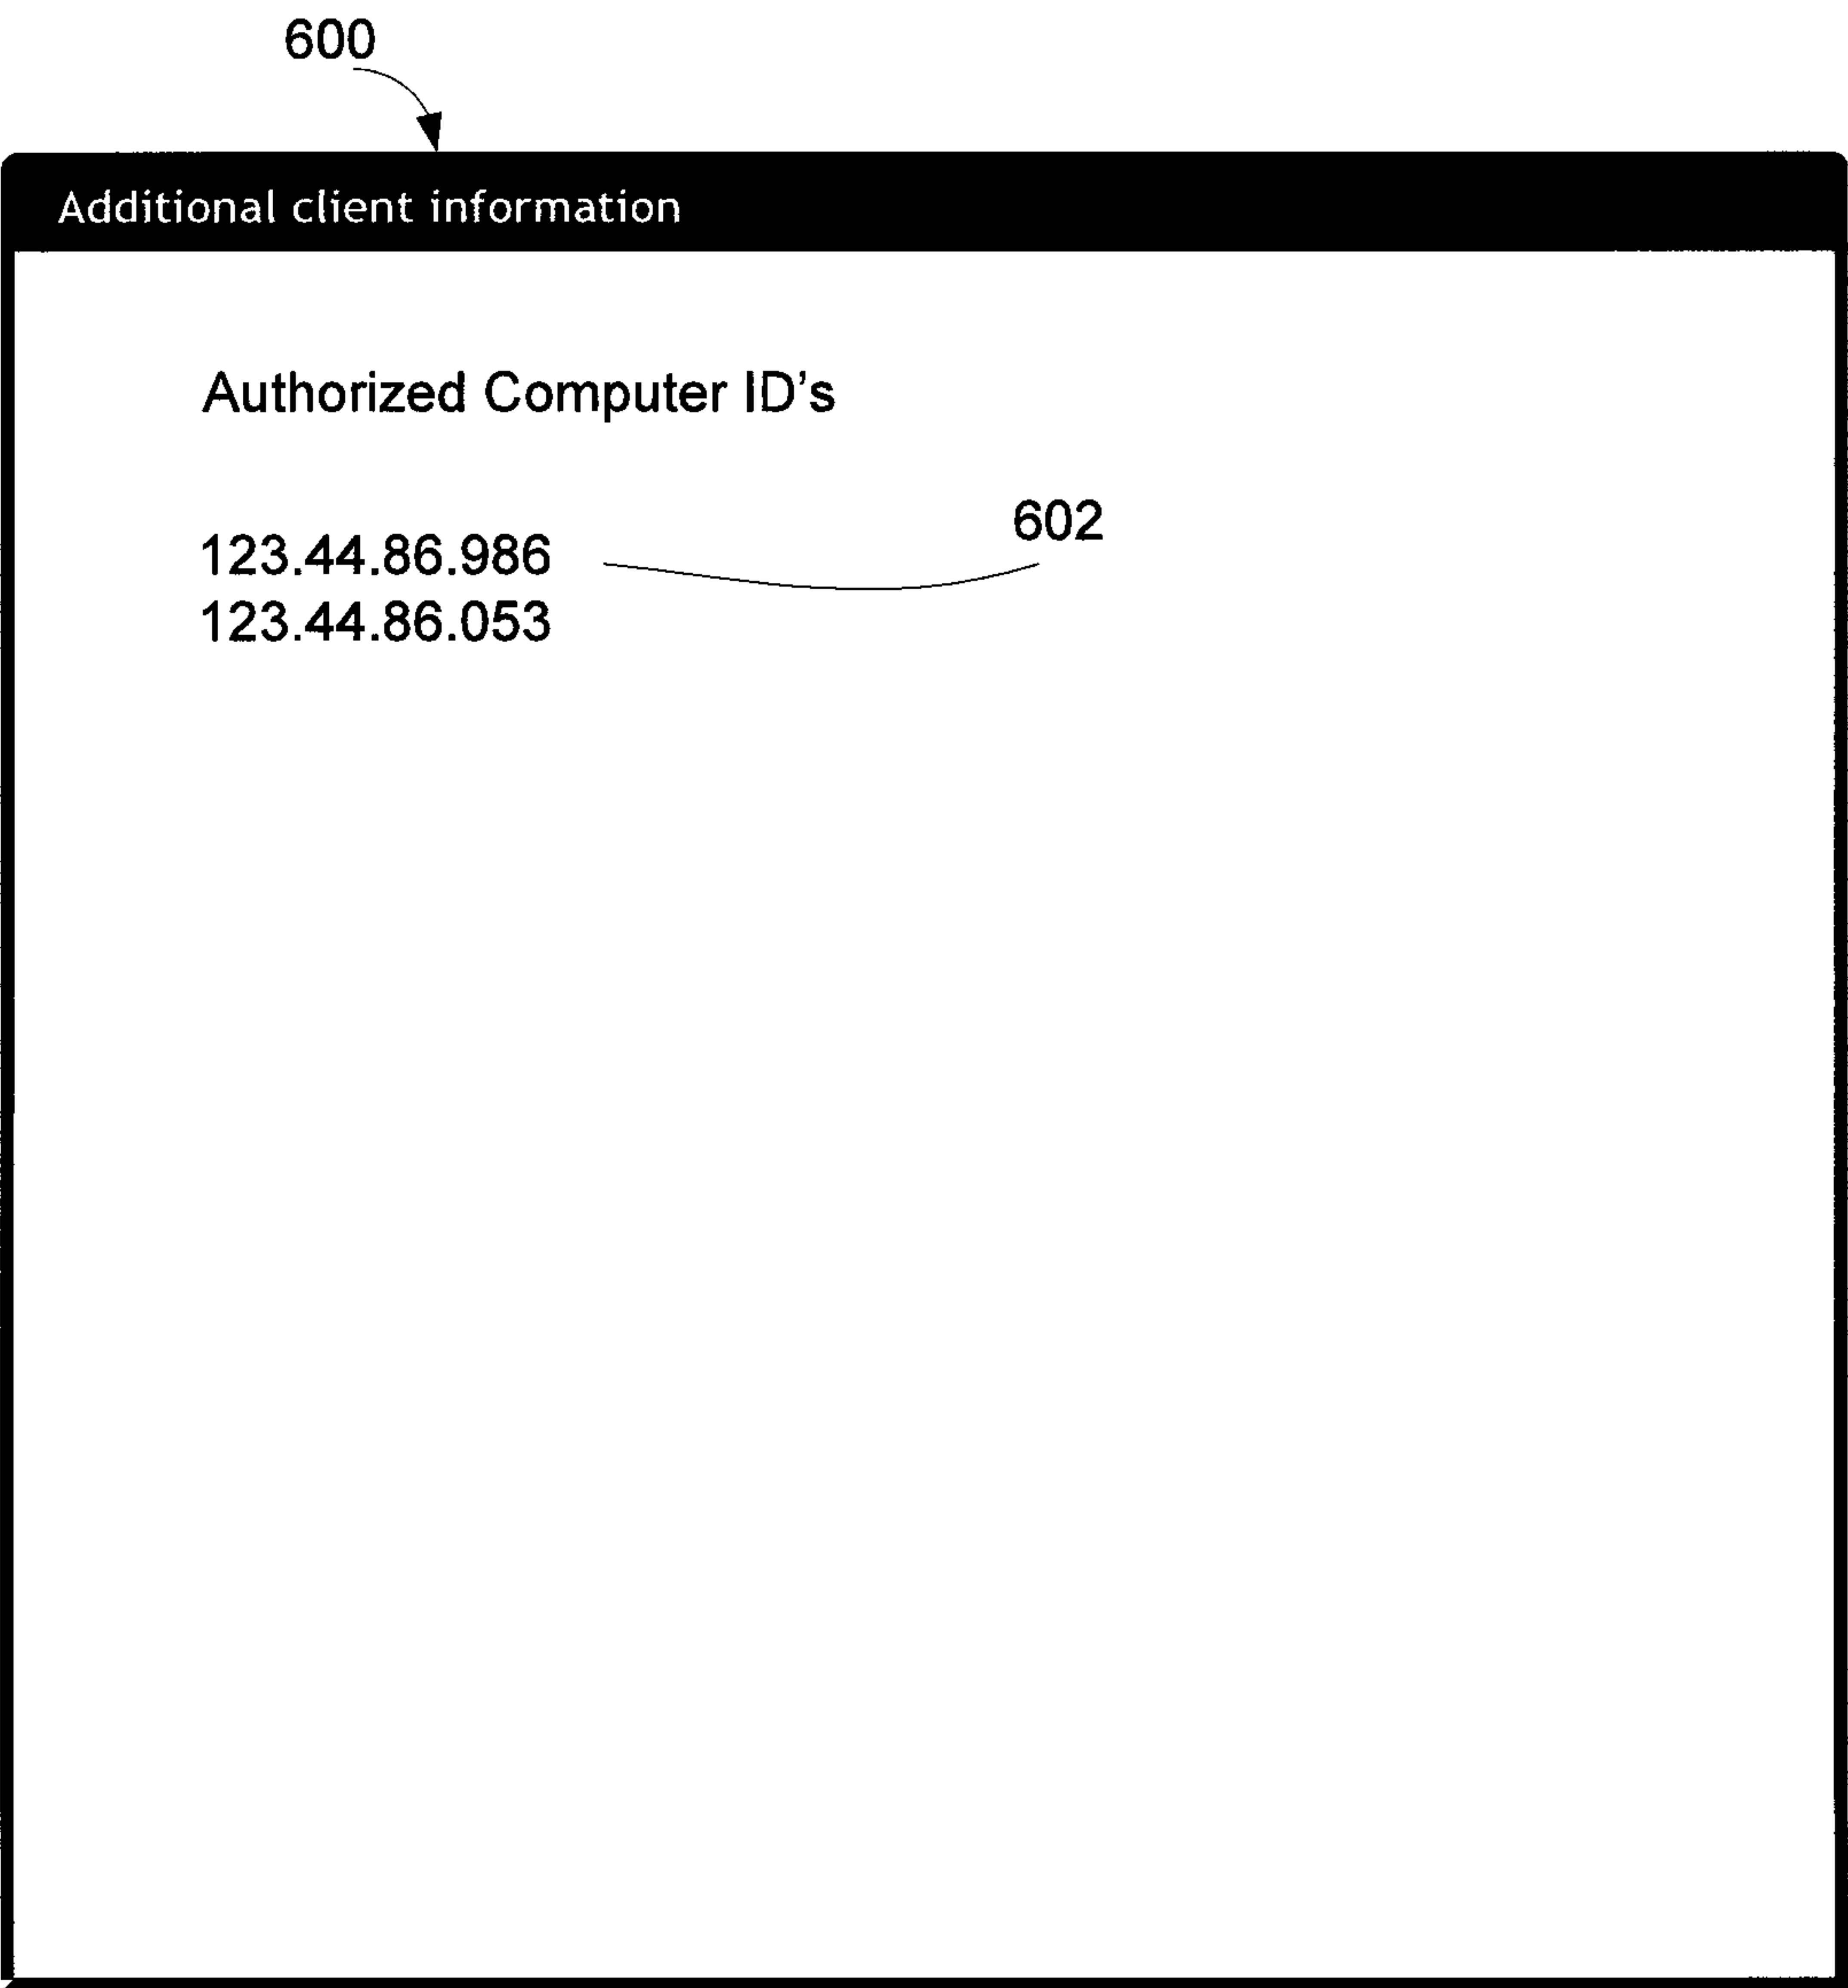 600
Additional client information
Authorized Computer ID's
602
123.44.86.986
123.44.86.053